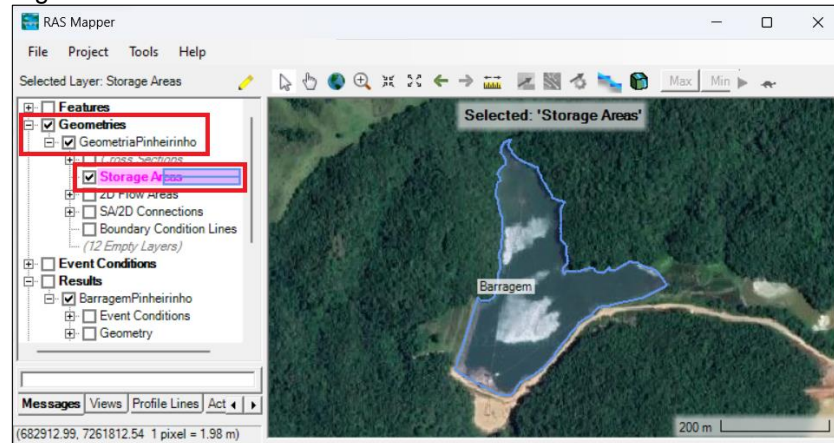 RAS Mapper
File Project Tools Help
Selected Layer: Storage Areas
Max Min
Features
Geometries
GeometriaPinheirinho
Cross Sections
Storage Areas
2D Flow Areas
SA/2D Connections
Boundary Condition Lines
(12 Empty Layers)
Event Conditions
Results
BarragemPinheirinho
Event Conditions
Geometry
Messages Views Profile Lines Act
(682912.99, 7261812.54 1 pixel = 1.98 m)
Selected: 'Storage Areas'
Barragem
200 m